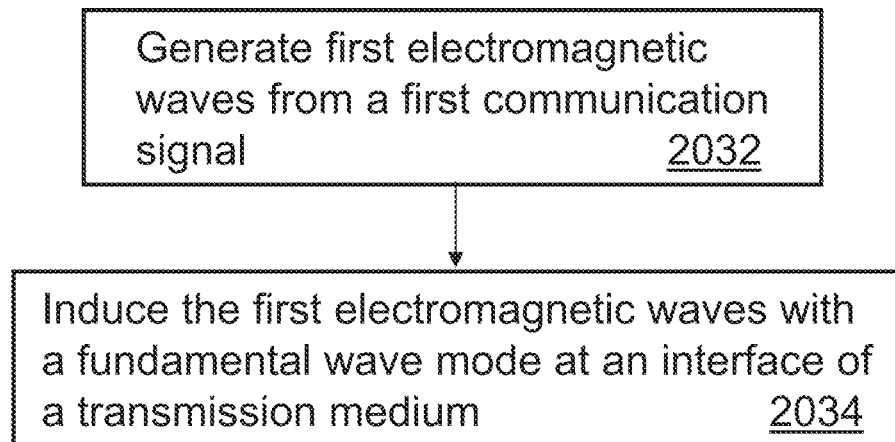 Generate first electromagnetic
waves from a first communication
signal 2032
Induce the first electromagnetic waves with
a fundamental wave mode at an interface of
a transmission medium 2034